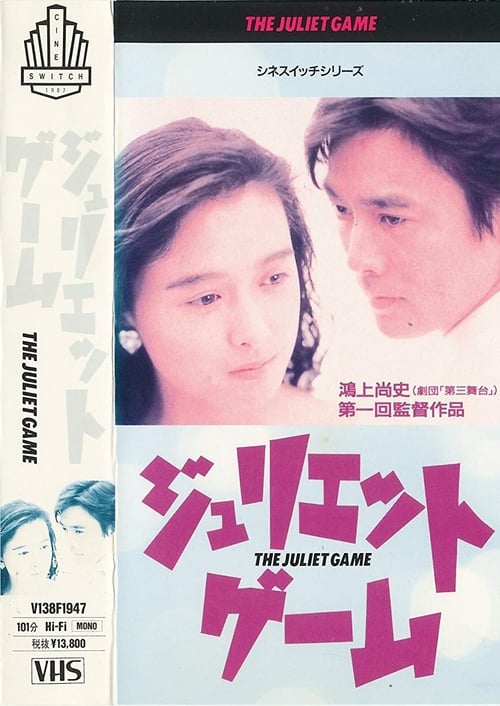 CINE
SWITCH
1987
ジュリエット
ゲーム
THE JULIET GAME
V138F1947
101分 Hi-Fi MONO
税抜¥13,800
VHS
THE JULIET GAME
シネスイッチシリーズ
鴻上尚史(劇団「第三舞台」)
第一回監督作品
ジュリエット
THE JULIET GAME
ゲーム